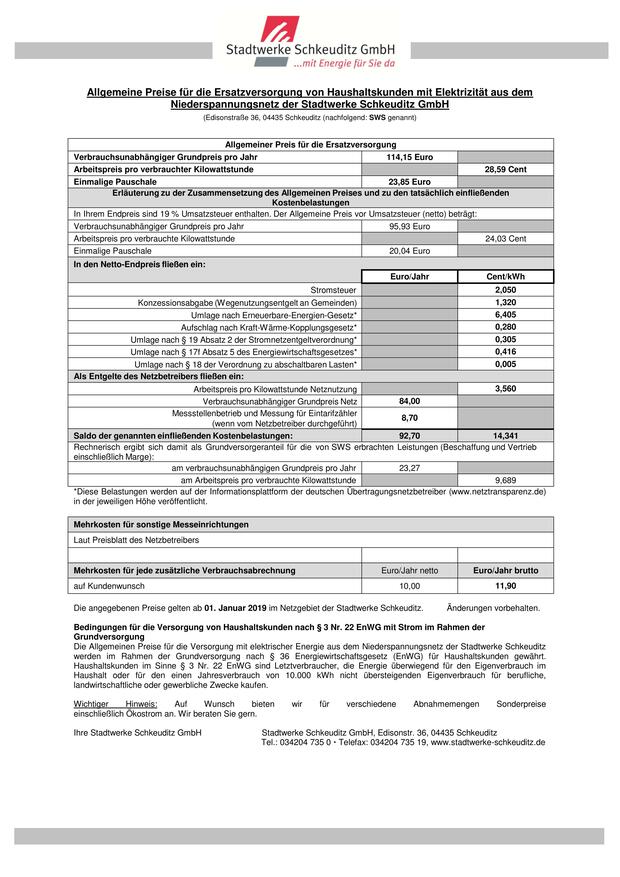 Stadtwerke Schkeuditz GmbH
...mit Energie für Sie da
Allgemeine Preise für die Ersatzversorgung von Haushaltskunden mit Elektrizität aus dem
Niederspannungsnetz der Stadtwerke Schkeuditz GmbH
(Edisonstraße 36, 04435 Schkeuditz (nachfolgend: SWS genannt)
Allgemeiner Preis für die Ersatzversorgung
Verbrauchsunabhängiger Grundpreis pro Jahr 114,15 Euro
Arbeitspreis pro verbrauchter Kilowattstunde 28,59 Cent
Einmalige Pauschale 23,85 Euro
Erläuterung zu der Zusammensetzung des Allgemeinen Preises und zu den tatsächlich einfließenden
Kostenbelastungen
In Ihrem Endpreis sind 19 % Umsatzsteuer enthalten. Der Allgemeine Preis vor Umsatzsteuer (netto) beträgt:
Verbrauchsunabhängiger Grundpreis pro Jahr 95,93 Euro
Arbeitspreis pro verbrauchte Kilowattstunde 24,03 Cent
Einmalige Pauschale 20,04 Euro
In den Netto-Endpreis fließen ein:
Euro/Jahr Cent/kWh
Stromsteuer 2,050
Konzessionsabgabe (Wegenutzungsentgelt an Gemeinden) 1,320
Umlage nach Erneuerbare-Energien-Gesetz* 6,405
Aufschlag nach Kraft-Wärme-Kopplungsgesetz* 0,280
Umlage nach § 19 Absatz 2 der Stromnetzentgeltverordnung* 0,305
Umlage nach § 17f Absatz 5 des Energiewirtschaftsgesetzes* 0,416
Umlage nach § 18 der Verordnung zu abschaltbaren Lasten* 0,005
Als Entgelte des Netzbetreibers fließen ein:
Arbeitspreis pro Kilowattstunde Netznutzung 3,560
Verbrauchsunabhängiger Grundpreis Netz 84,00
Messstellenbetrieb und Messung für Eintarifzähler
(wenn vom Netzbetreiber durchgeführt) 8,70
Saldo der genannten einfließenden Kostenbelastungen: 92,70 14,341
Rechnerisch ergibt sich damit als Grundversorgeranteil für die von SWS erbrachten Leistungen (Beschaffung und Vertrieb
einschließlich Marge):
am verbrauchsunabhängigen Grundpreis pro Jahr 23,27
am Arbeitspreis pro verbrauchte Kilowattstunde 9,689
*Diese Belastungen werden auf der Informationsplattform der deutschen Übertragungsnetzbetreiber (www.netztransparenz.de)
in der jeweiligen Höhe veröffentlicht.
Mehrkosten für sonstige Messeinrichtungen
Laut Preisblatt des Netzbetreibers
Mehrkosten für jede zusätzliche Verbrauchsabrechnung Euro/Jahr netto Euro/Jahr brutto
auf Kundenwunsch 10,00 11,90
Die angegebenen Preise gelten ab 01. Januar 2019 im Netzgebiet der Stadtwerke Schkeuditz. Änderungen vorbehalten.
Bedingungen für die Versorgung von Haushaltskunden nach § 3 Nr. 22 EnWG mit Strom im Rahmen der
Grundversorgung
Die Allgemeinen Preise für die Versorgung mit elektrischer Energie aus dem Niederspannungsnetz der Stadtwerke Schkeuditz
werden im Rahmen der Grundversorgung nach § 36 Energiewirtschaftsgesetz (EnWG) für Haushaltskunden gewährt.
Haushaltskunden im Sinne § 3 Nr. 22 EnWG sind Letztverbraucher, die Energie überwiegend für den Eigenverbrauch im
Haushalt oder für den einen Jahresverbrauch von 10.000 kWh nicht übersteigenden Eigenverbrauch für berufliche,
landwirtschaftliche oder gewerbliche Zwecke kaufen.
Wichtiger Hinweis: Auf Wunsch bieten wir für verschiedene Abnahmemengen Sonderpreise
einschließlich Ökostrom an. Wir beraten Sie gern.
Ihre Stadtwerke Schkeuditz GmbH Stadtwerke Schkeuditz GmbH, Edisonstr. 36, 04435 Schkeuditz
Tel.: 034204 735 0 • Telefax: 034204 735 19, www.stadtwerke-schkeuditz.de